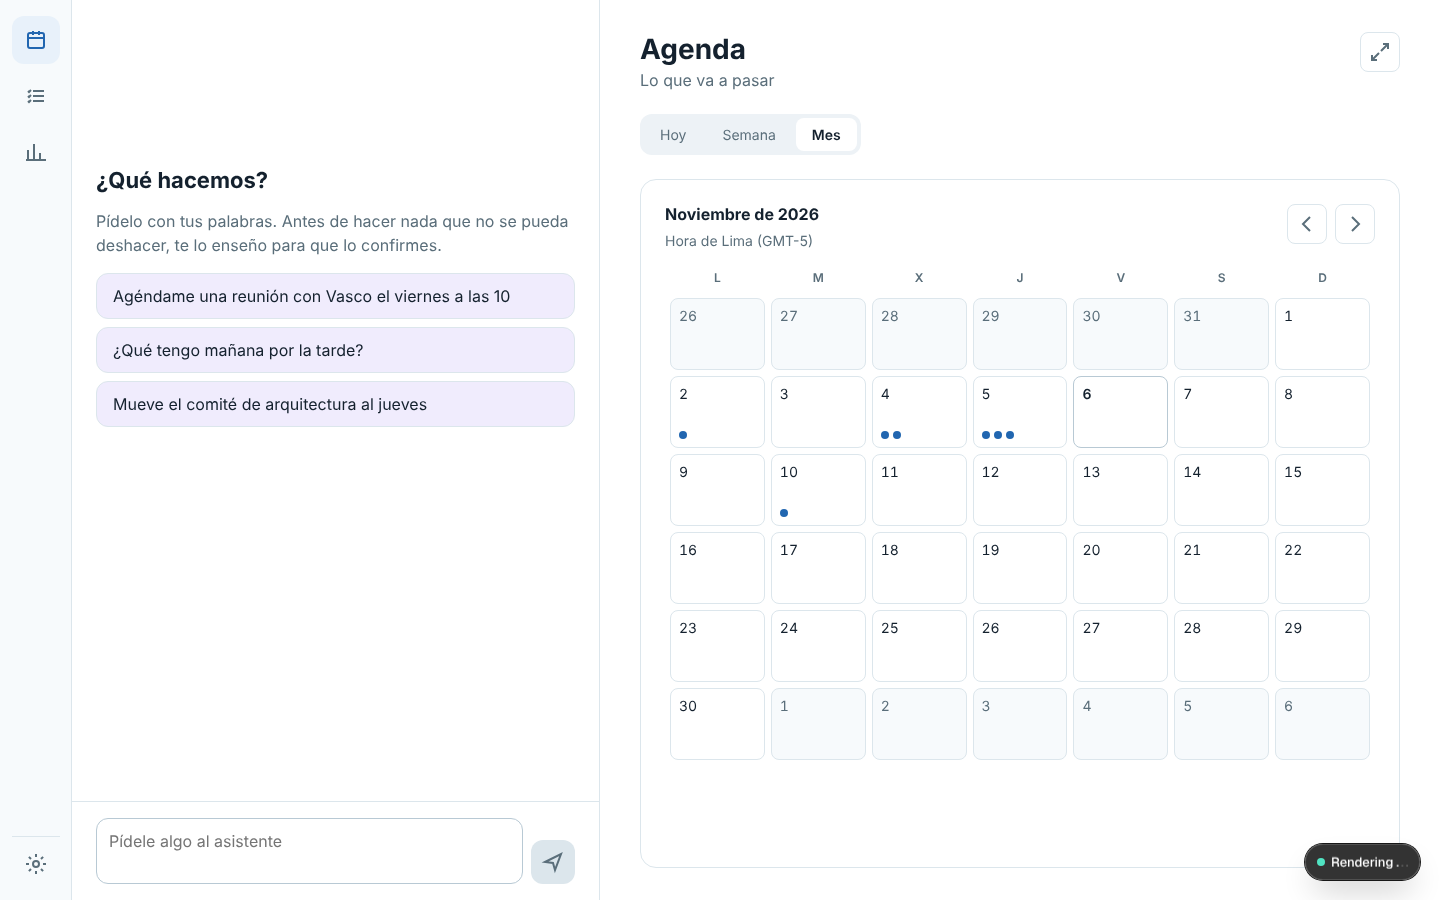 ¿Qué hacemos?
Pídelo con tus palabras. Antes de hacer nada que no se pueda
deshacer, te lo enseño para que lo confirmes.
Agéndame una reunión con Vasco el viernes a las 10
¿Qué tengo mañana por la tarde?
Mueve el comité de arquitectura al jueves
Pídele algo al asistente
Agenda
Lo que va a pasar
Hoy Semana Mes
Noviembre de 2026
Hora de Lima (GMT-5)
L M X J V S D
26 27 28 29 30 31 1
2 3 4 5 6 7 8
9 10 11 12 13 14 15
16 17 18 19 20 21 22
23 24 25 26 27 28 29
30 1 2 3 4 5 6
Rendering ...